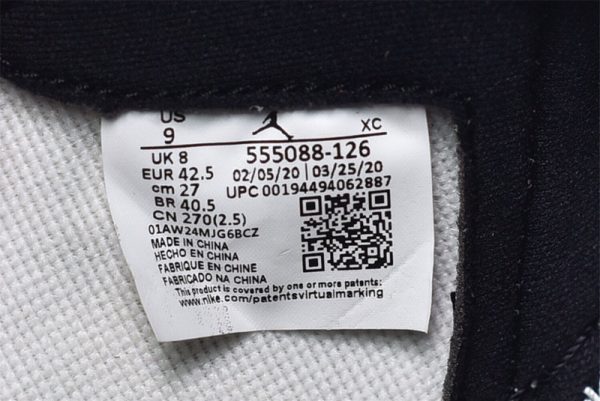 US
9
XC
UK 8
555088-126
EUR 42.5
02/05/20 | 03/25/20
cm 27
UPC 00194494062887
BR 40.5
CN 270(2.5)
01AW24MJG6BCZ
MADE IN CHINA
HECHO EN CHINA
FABRIQUE EN CHINE
FABRICADO NA CHINA
This product is covered by one or more patents
www.nike.com/patentsvirtualmarking